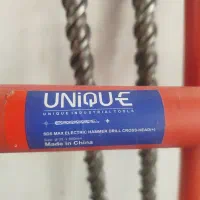 UNIQUE
UNIQUE INDUSTRIAL TOOLS
SDS MAX (ELECTRIC) HAMMER DRILL CROSS HEAD(+)
Made in China